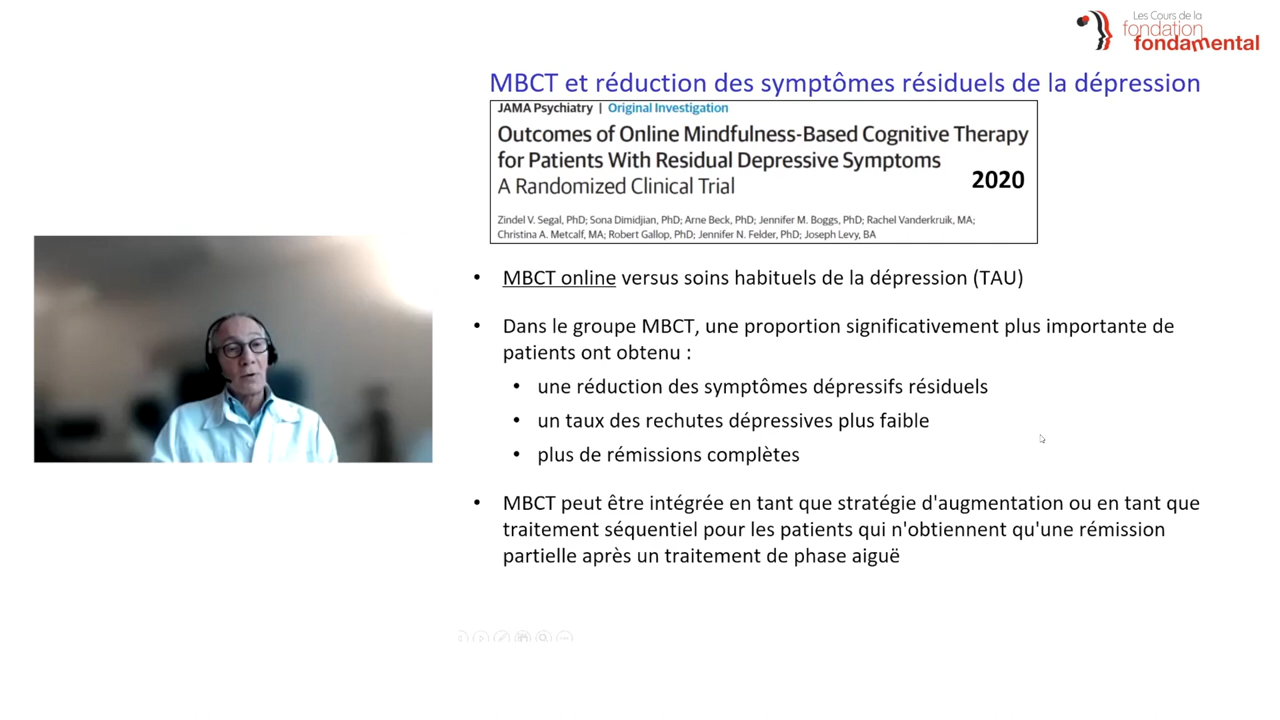 Les Cours de la
fondation
fondamental
MBCT et réduction des symptômes résiduels de la dépression
JAMA Psychiatry | Original Investigation
Outcomes of Online Mindfulness-Based Cognitive Therapy
for Patients With Residual Depressive Symptoms
A Randomized Clinical Trial
2020
Zindel V. Segal, PhD; Sona Dimidjian, PhD; Arne Beck, PhD; Jennifer M. Boggs, PhD; Rachel Vanderkruik, MA;
Christina A. Metcalf, MA; Robert Gallop, PhD; Jennifer N. Felder, PhD; Joseph Levy, BA
• MBCT online versus soins habituels de la dépression (TAU)
• Dans le groupe MBCT, une proportion significativement plus importante de
patients ont obtenu :
• une réduction des symptômes dépressifs résiduels
• un taux des rechutes dépressives plus faible
• plus de rémissions complètes
• MBCT peut être intégrée en tant que stratégie d'augmentation ou en tant que
traitement séquentiel pour les patients qui n'obtiennent qu'une rémission
partielle après un traitement de phase aiguë